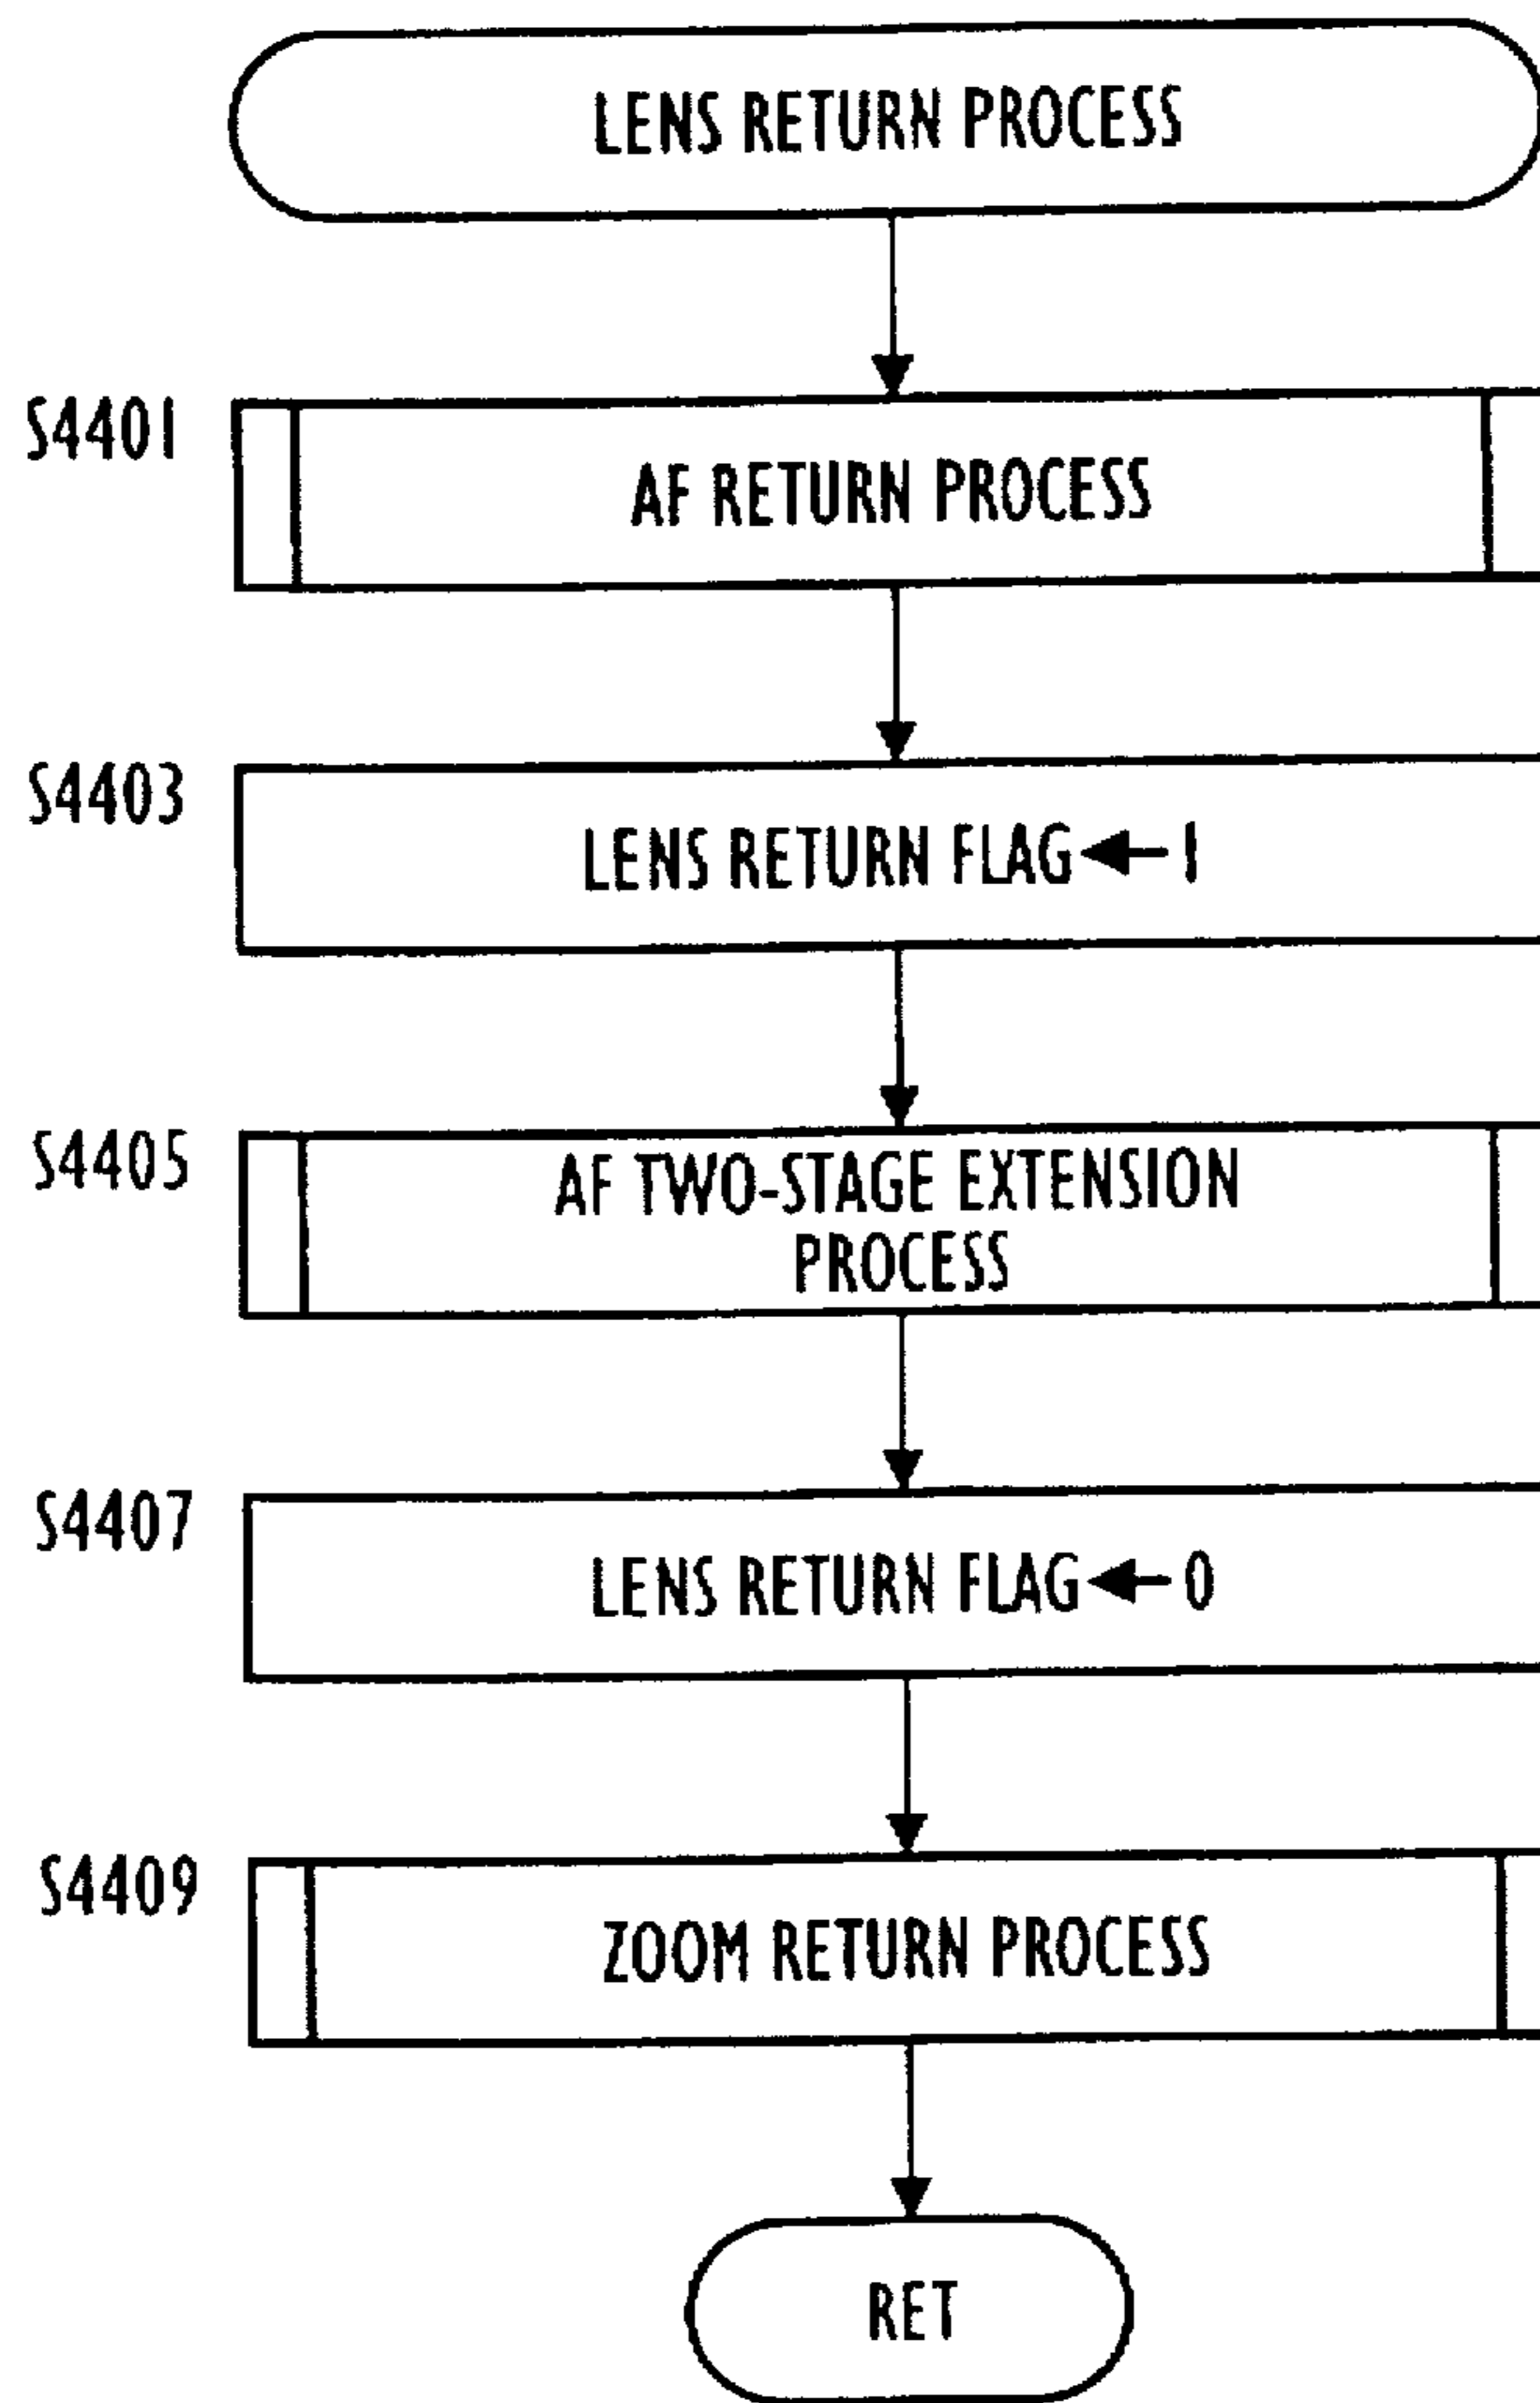 LENS RETURN PROCESS
S4401
AF RETURN PROCESS
S4403
LENS RETURN FLAG←1
S4405
AF TWO-STAGE EXTENSION
PROCESS
S4407
LENS RETURN FLAG←0
S4409
ZOOM RETURN PROCESS
RET